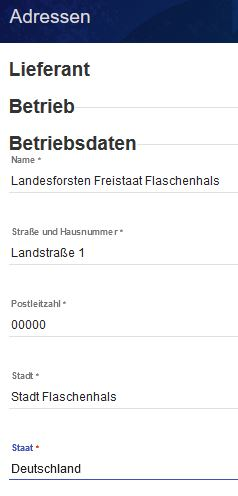 Adressen
Lieferant
Betrieb
Betriebsdaten
Name *
Landesforsten Freistaat Flaschenhals
Straße und Hausnummer *
Landstraße 1
Postleitzahl *
00000
Stadt *
Stadt Flaschenhals
Staat *
Deutschland